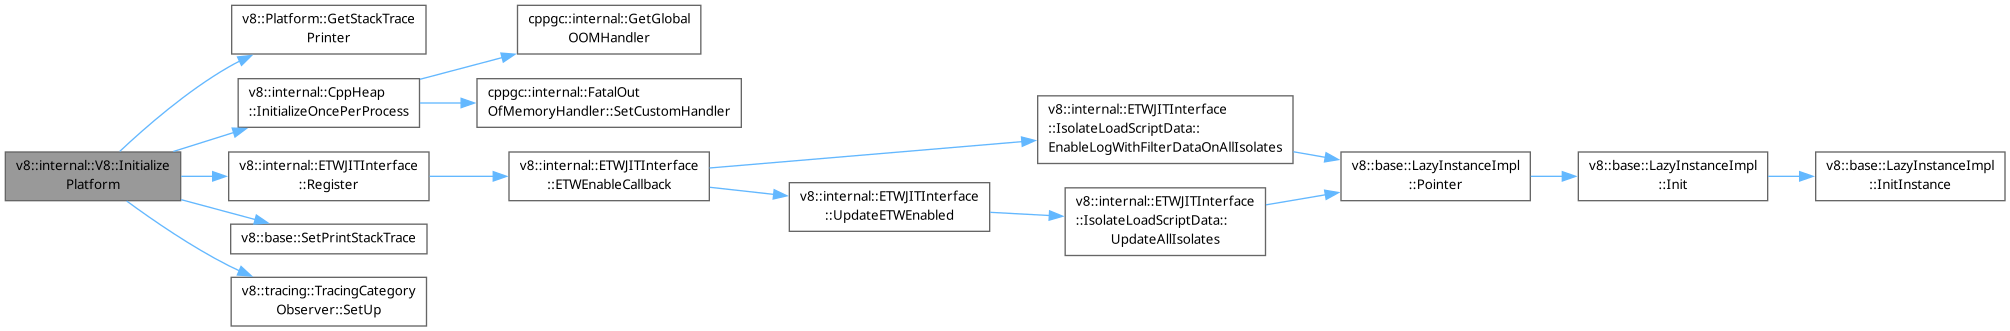 v8::internal::V8::Initialize
Platform
v8::Platform::GetStackTrace
Printer
v8::internal::CppHeap
::InitializeOncePerProcess
cppgc::internal::GetGlobal
OOMHandler
cppgc::internal::FatalOut
OfMemoryHandler::SetCustomHandler
v8::internal::ETWJITInterface
::Register
v8::internal::ETWJITInterface
::ETWEnableCallback
v8::internal::ETWJITInterface
::IsolateLoadScriptData::
EnableLogWithFilterDataOnAllIsolates
v8::base::LazyInstanceImpl
::Pointer
v8::base::LazyInstanceImpl
::Init
v8::base::LazyInstanceImpl
::InitInstance
v8::internal::ETWJITInterface
::UpdateETWEnabled
v8::internal::ETWJITInterface
::IsolateLoadScriptData::
UpdateAllIsolates
v8::base::SetPrintStackTrace
v8::tracing::TracingCategory
Observer::SetUp